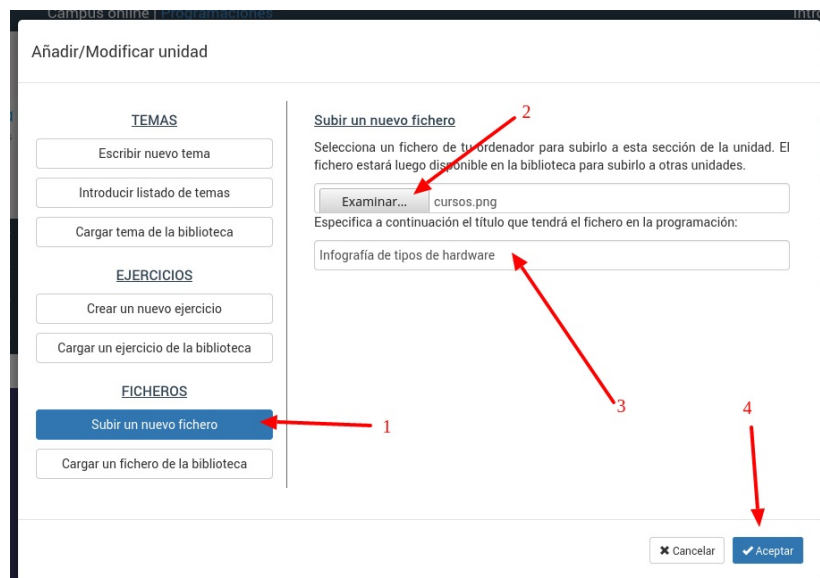 Campus online | Programaciones
Añadir/Modificar unidad
TEMAS
Escribir nuevo tema
Introducir listado de temas
Cargar tema de la biblioteca
EJERCICIOS
Crear un nuevo ejercicio
Cargar un ejercicio de la biblioteca
FICHEROS
Subir un nuevo fichero
Cargar un fichero de la biblioteca
1
Subir un nuevo fichero
2
Selecciona un fichero de tu ordenador para subirlo a esta sección de la unidad. El
fichero estará luego disponible en la biblioteca para subirlo a otras unidades.
Examinar... cursos.png
Especifica a continuación el título que tendrá el fichero en la programación:
Infografía de tipos de hardware
3
4
Cancelar
Aceptar